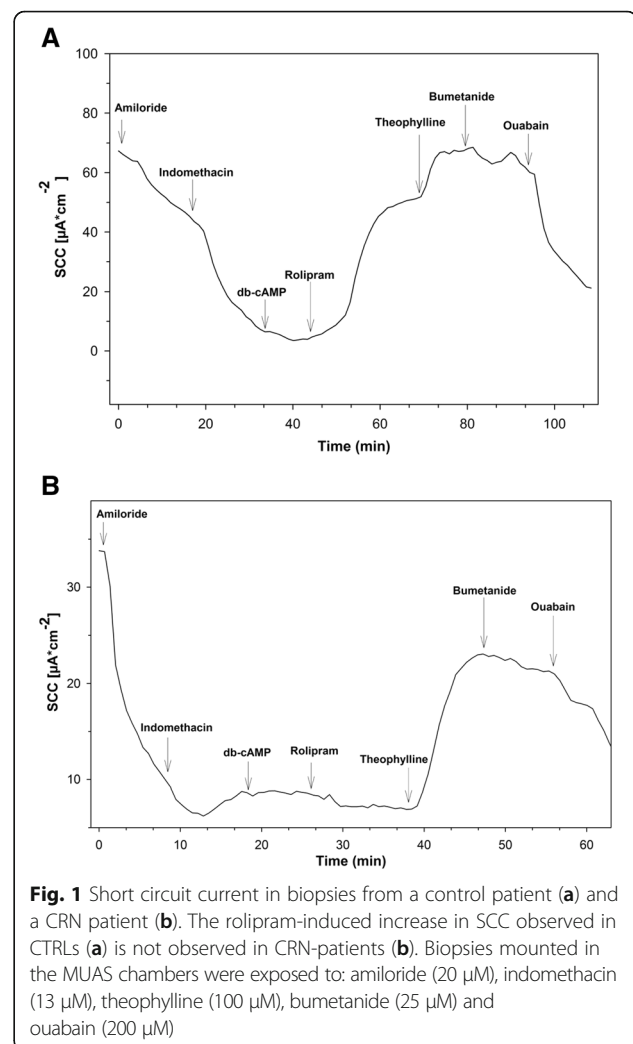 A
100
80
60
40
20
0
SCC [µA*cm-2]
Amiloride
Indomethacin
db-cAMP
Rolipram
Theophylline
Bumetanide
Ouabain
0 20 40 60 80 100
Time (min)
B
30
20
10
SCC [µA*cm-2]
Amiloride
Indomethacin
db-cAMP
Rolipram
Theophylline
Bumetanide
Ouabain
0 10 20 30 40 50 60
Time (min)
Fig. 1 Short circuit current in biopsies from a control patient (a) and
a CRN patient (b). The rolipram-induced increase in SCC observed in
CTRLs (a) is not observed in CRN-patients (b). Biopsies mounted in
the MUAS chambers were exposed to: amiloride (20 µM), indomethacin
(13 µM), theophylline (100 µM), bumetanide (25 µM) and
ouabain (200 µM)